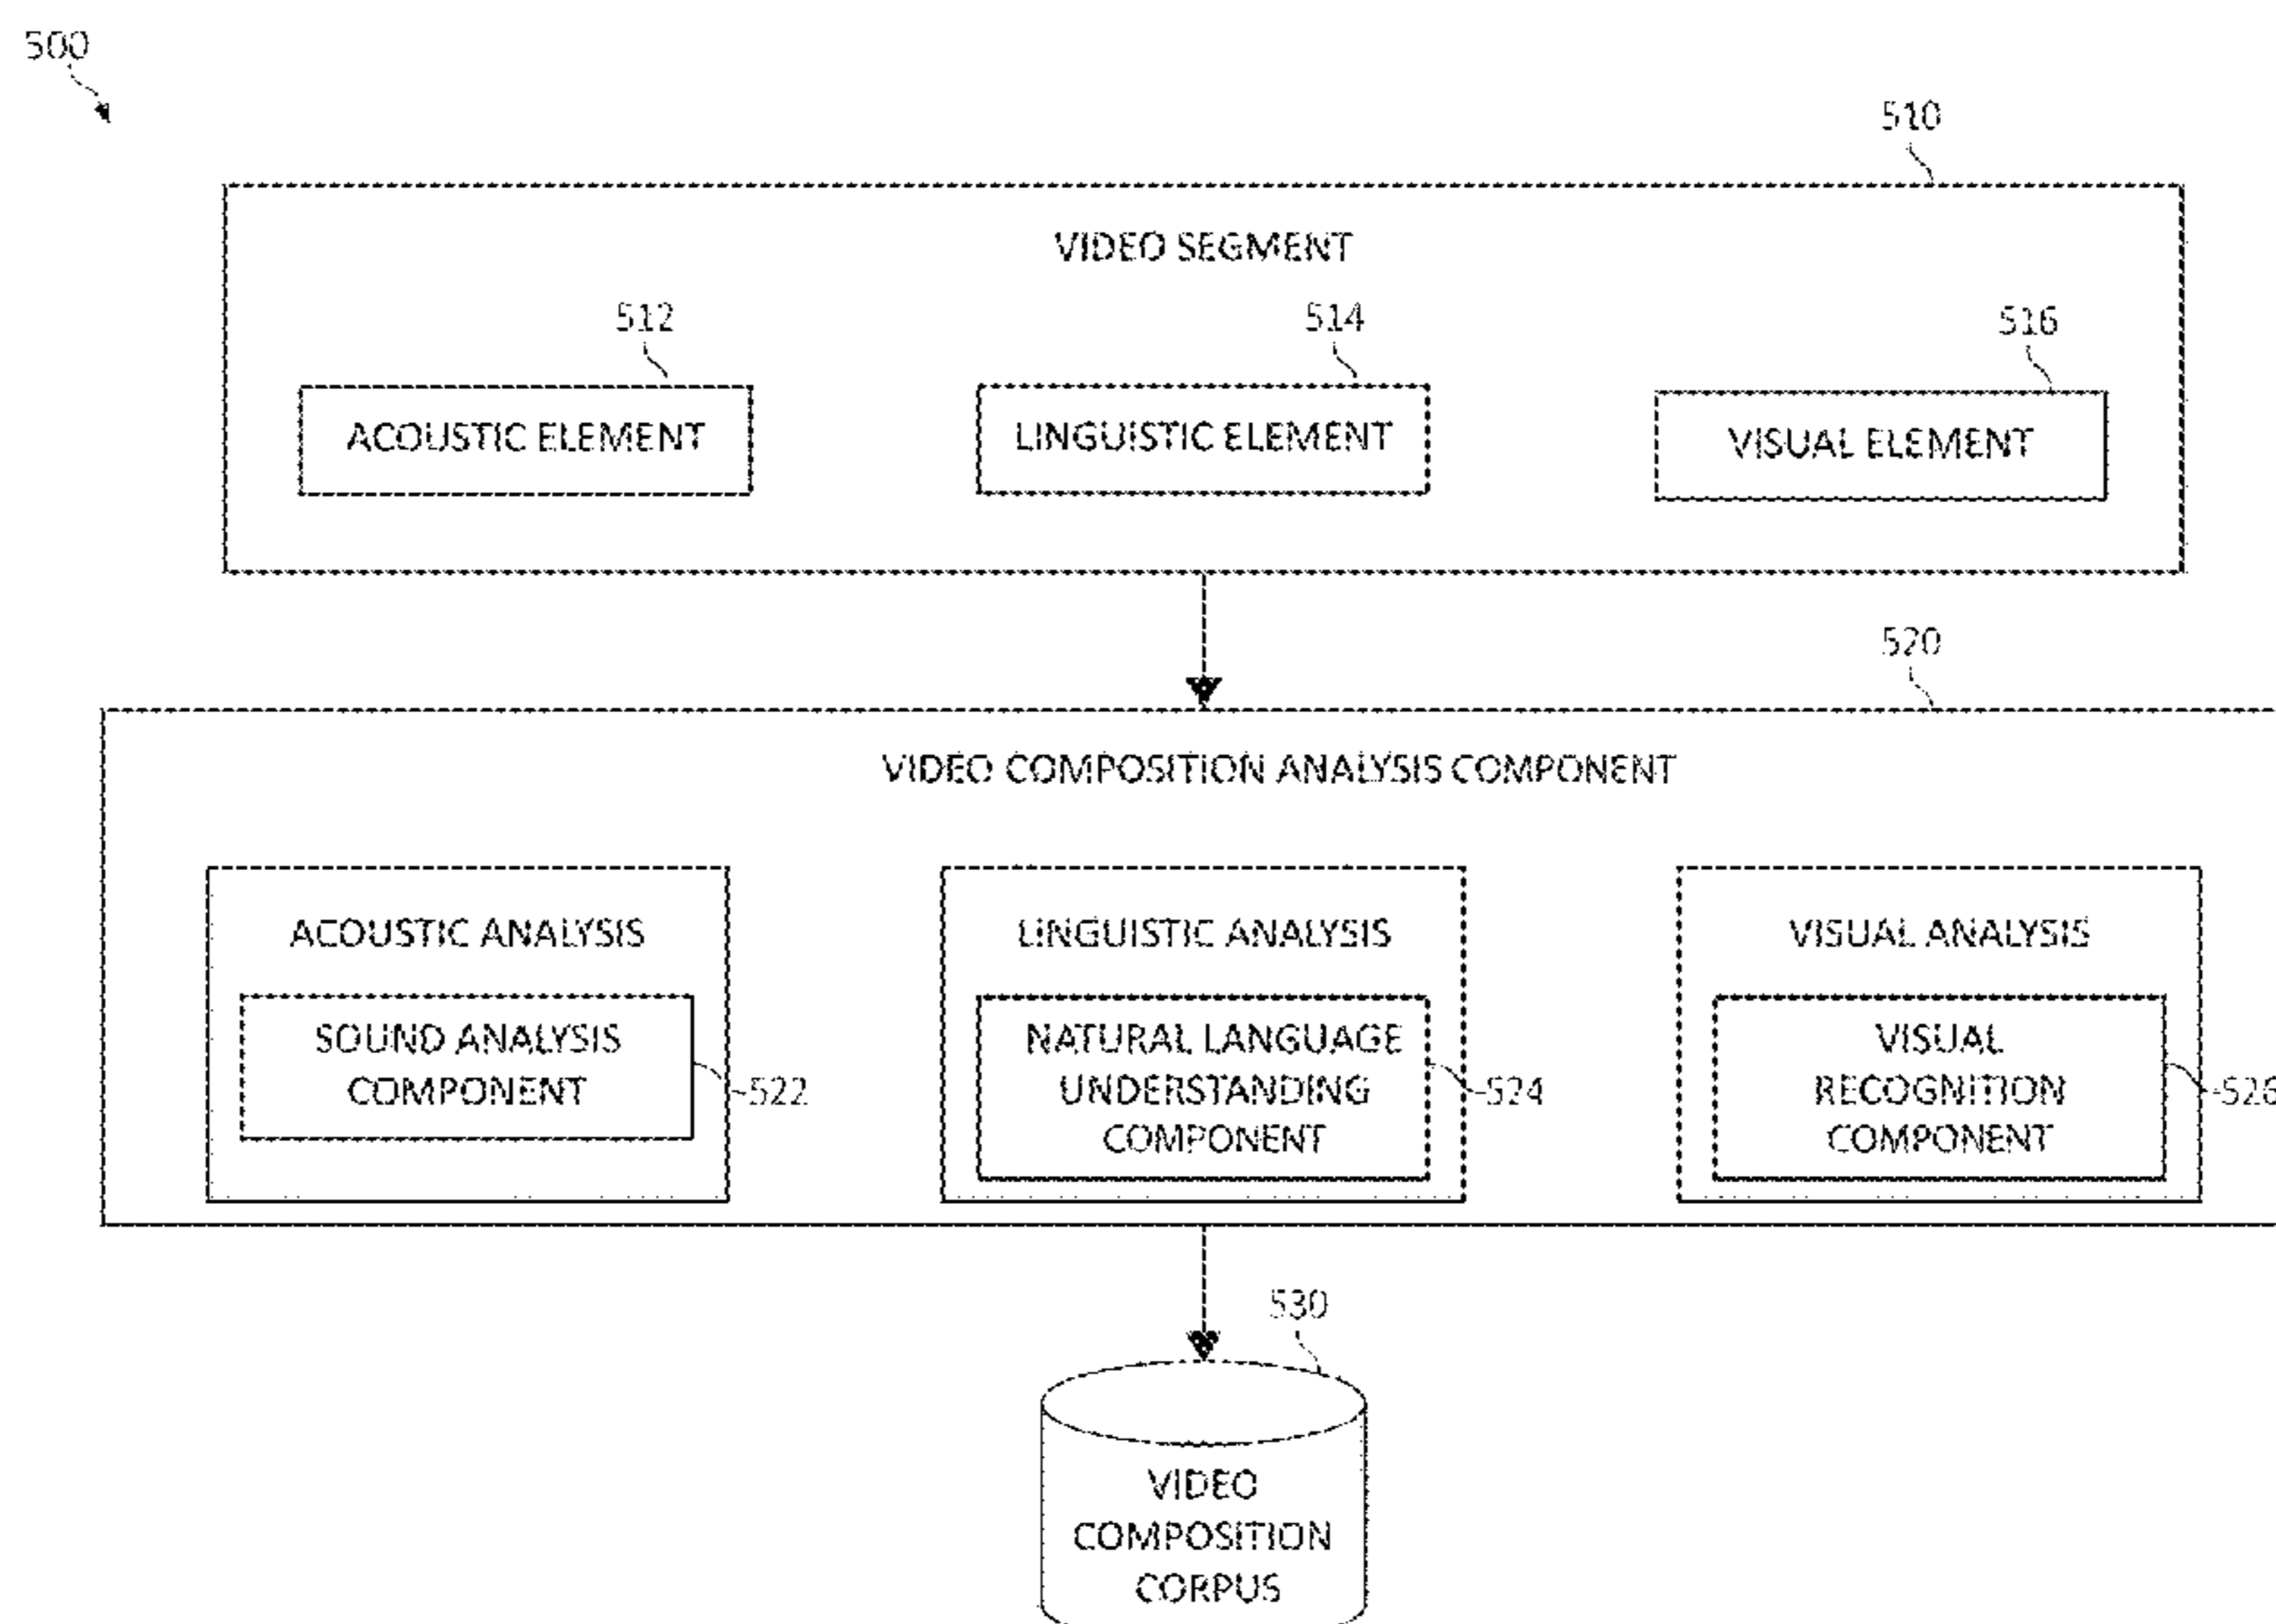 500
510
VIDEO SEGMENT
512
514
516
ACOUSTIC ELEMENT
LINGUISTIC ELEMENT
VISUAL ELEMENT
520
VIDEO COMPOSITION ANALYSIS COMPONENT
ACOUSTIC ANALYSIS
SOUND ANALYSIS
COMPONENT
522
LINGUISTIC ANALYSIS
NATURAL LANGUAGE
UNDERSTANDING
COMPONENT
524
VISUAL ANALYSIS
VISUAL
RECOGNITION
COMPONENT
526
530
VIDEO
COMPOSITION
CORPUS